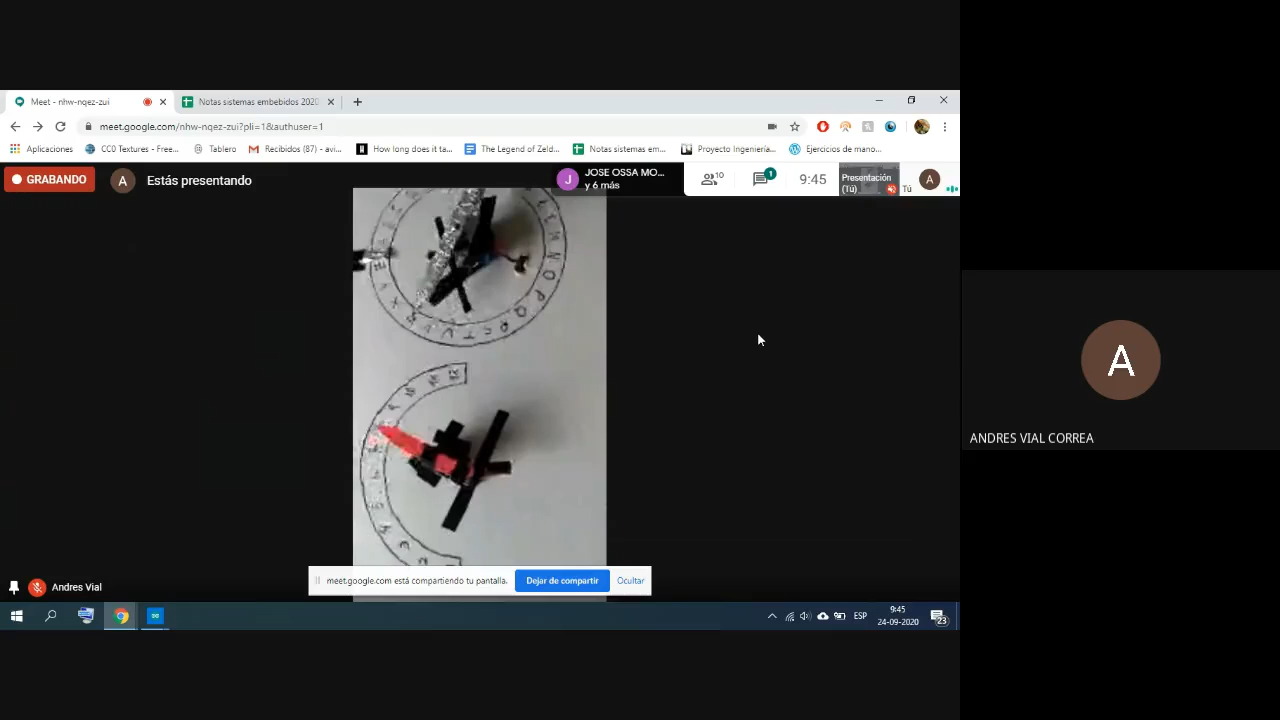 Meet - nhw-nqez-zui
Notas sistemas embebidos 2020
meet.google.com/nhw-nqez-zui?pli=1&authuser=1
Aplicaciones CC0 Textures - Free... Tablero Recibidos (87) - avi... How long does it ta... The Legend of Zeld... Notas sistemas em... Proyecto Ingeniería... Ejercicios de mano...
GRABANDO A Estás presentando
J JOSE OSSA MO...
y 6 más
10 1 9:45
Presentación
(Tú)
Tú A
M N O P Q R S T U
A
ANDRES VIAL CORREA
meet.google.com está compartiendo tu pantalla. Dejar de compartir Ocultar
Andres Vial
ESP 9:45
24-09-2020 23